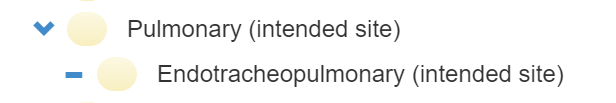 Pulmonary (intended site)
Endotracheopulmonary (intended site)